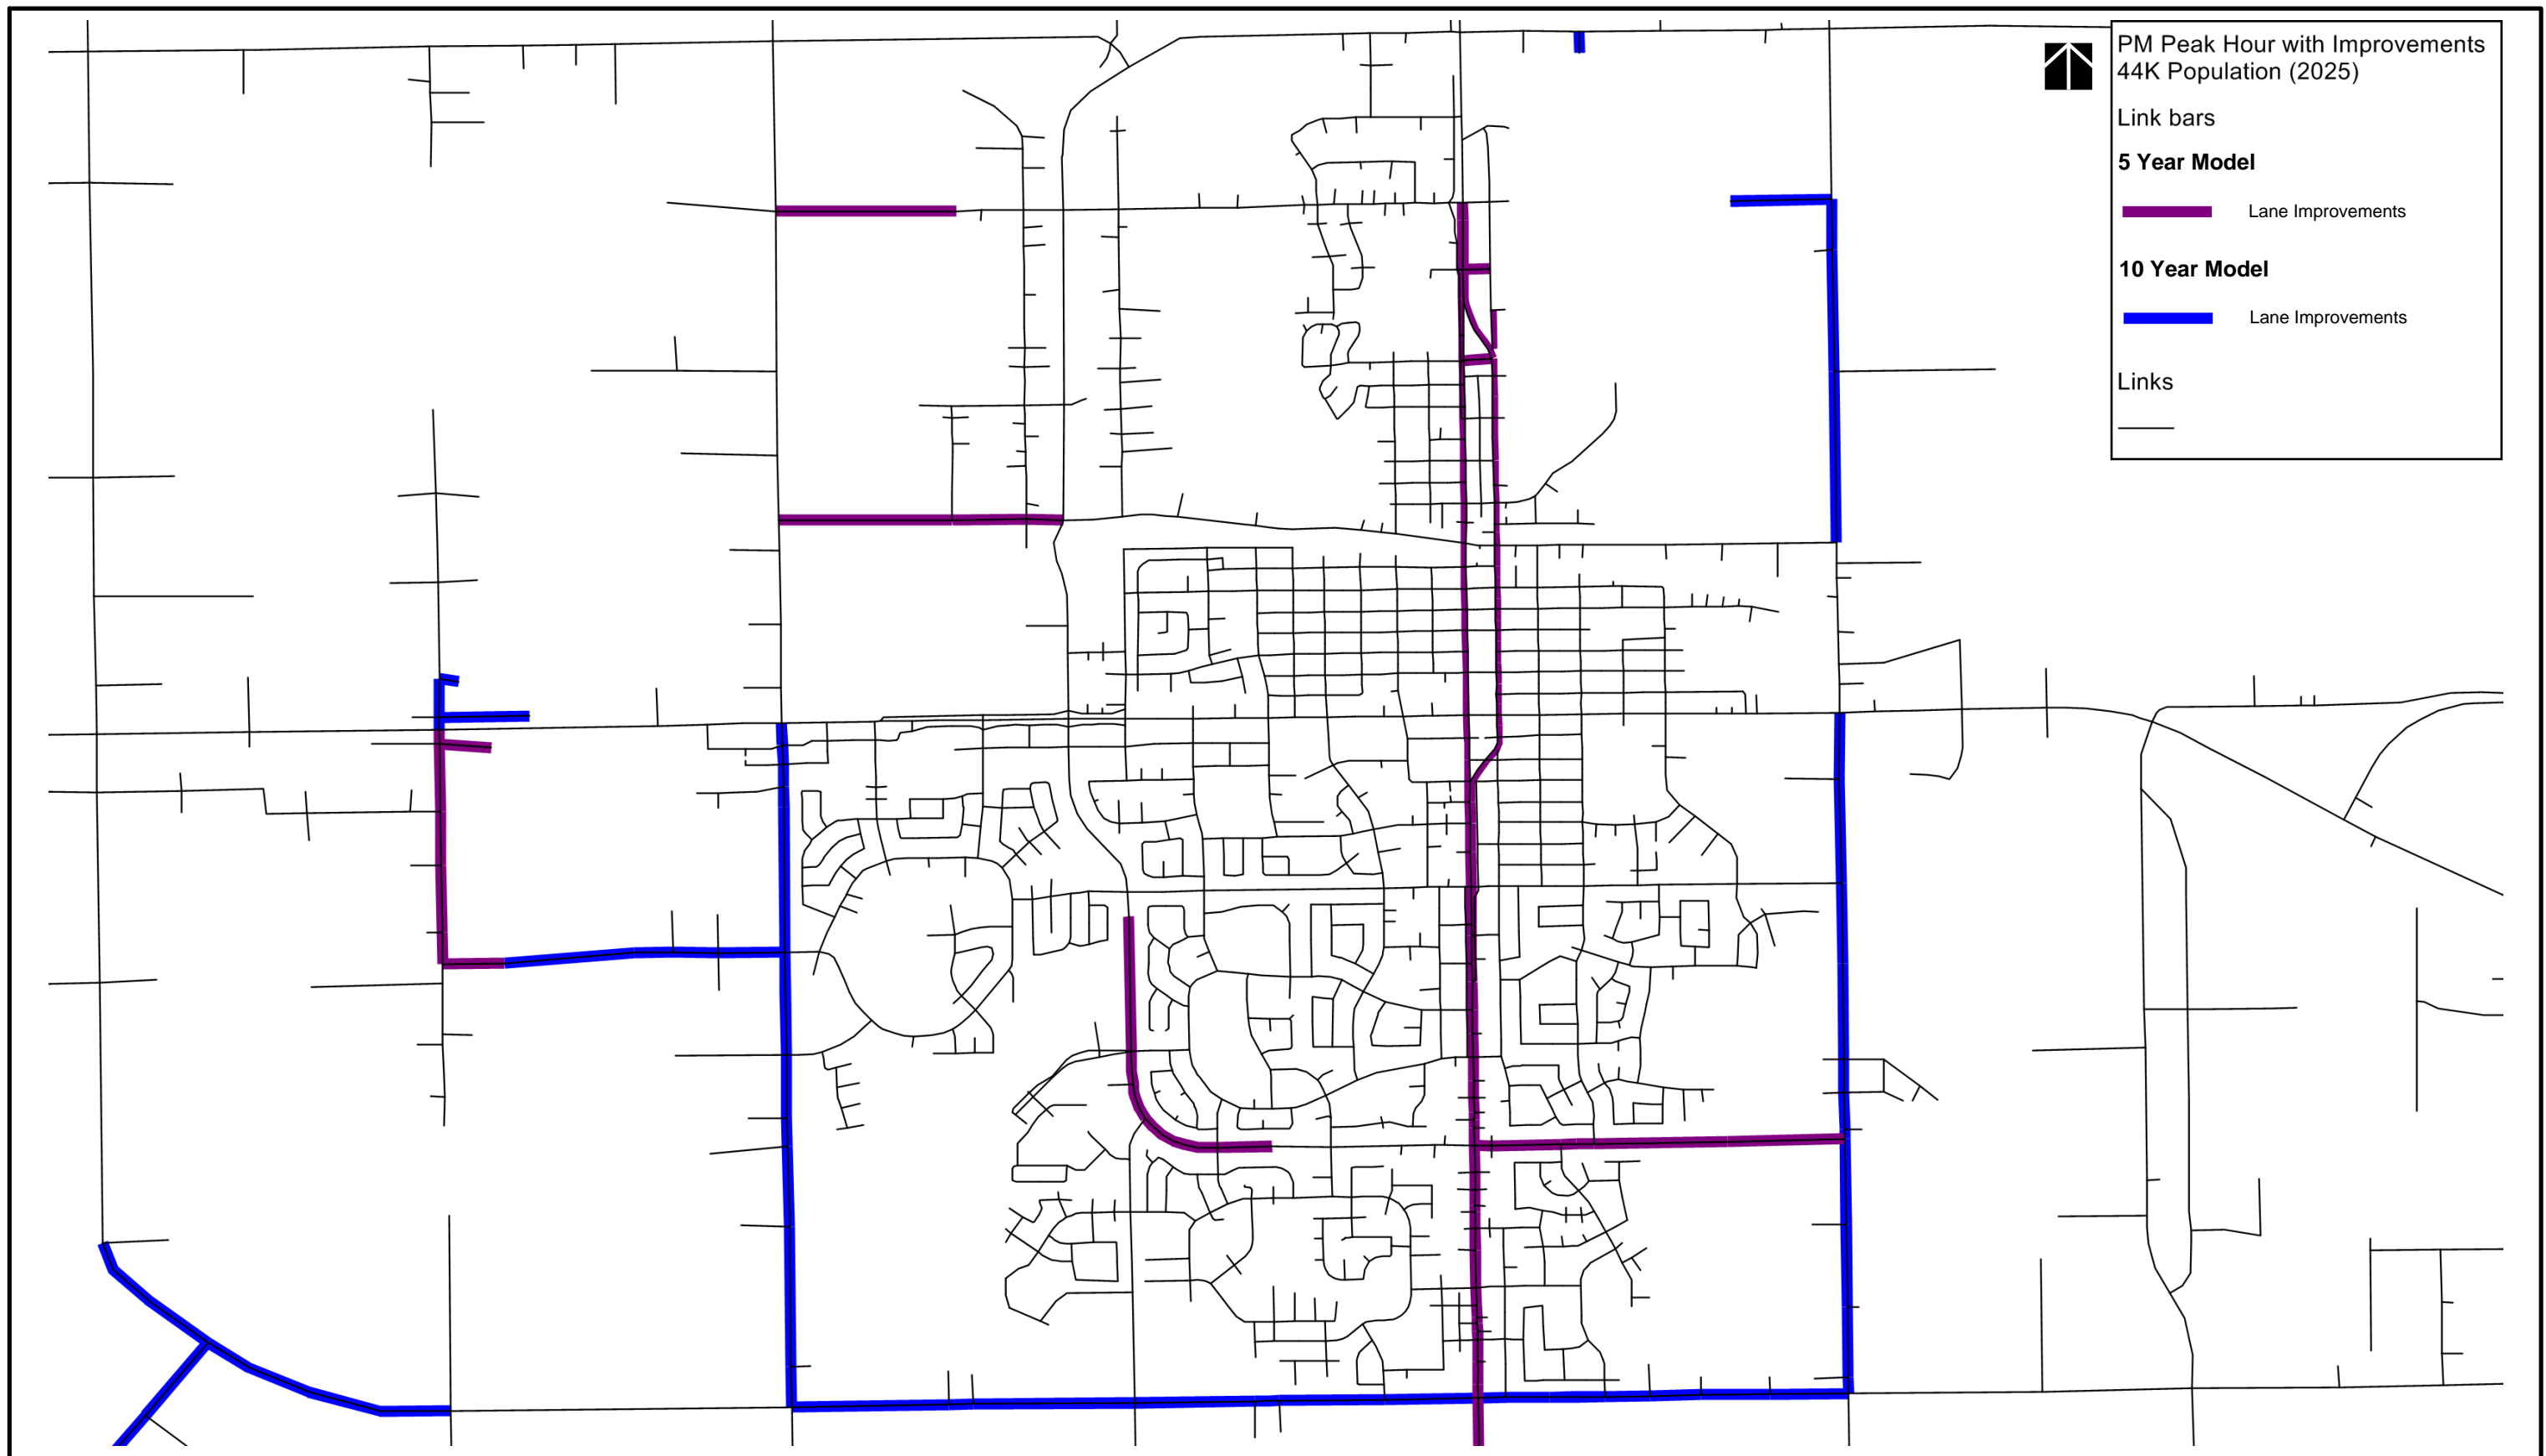 PM Peak Hour with Improvements
44K Population (2025)
Link bars
5 Year Model
Lane Improvements
10 Year Model
Lane Improvements
Links